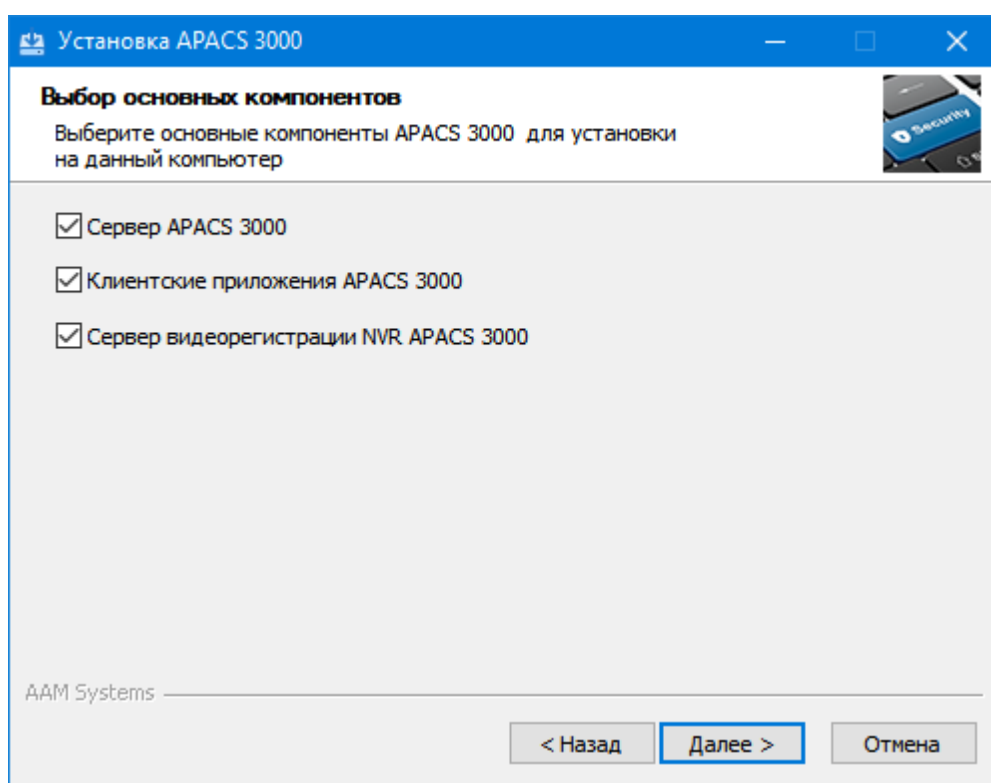 Установка APACS 3000
Выбор основных компонентов
Выберите основные компоненты APACS 3000 для установки
на данный компьютер
Security
Сервер APACS 3000
Клиентские приложения APACS 3000
Сервер видеорегистрации NVR APACS 3000
AAM Systems
< Назад
Далее >
Отмена